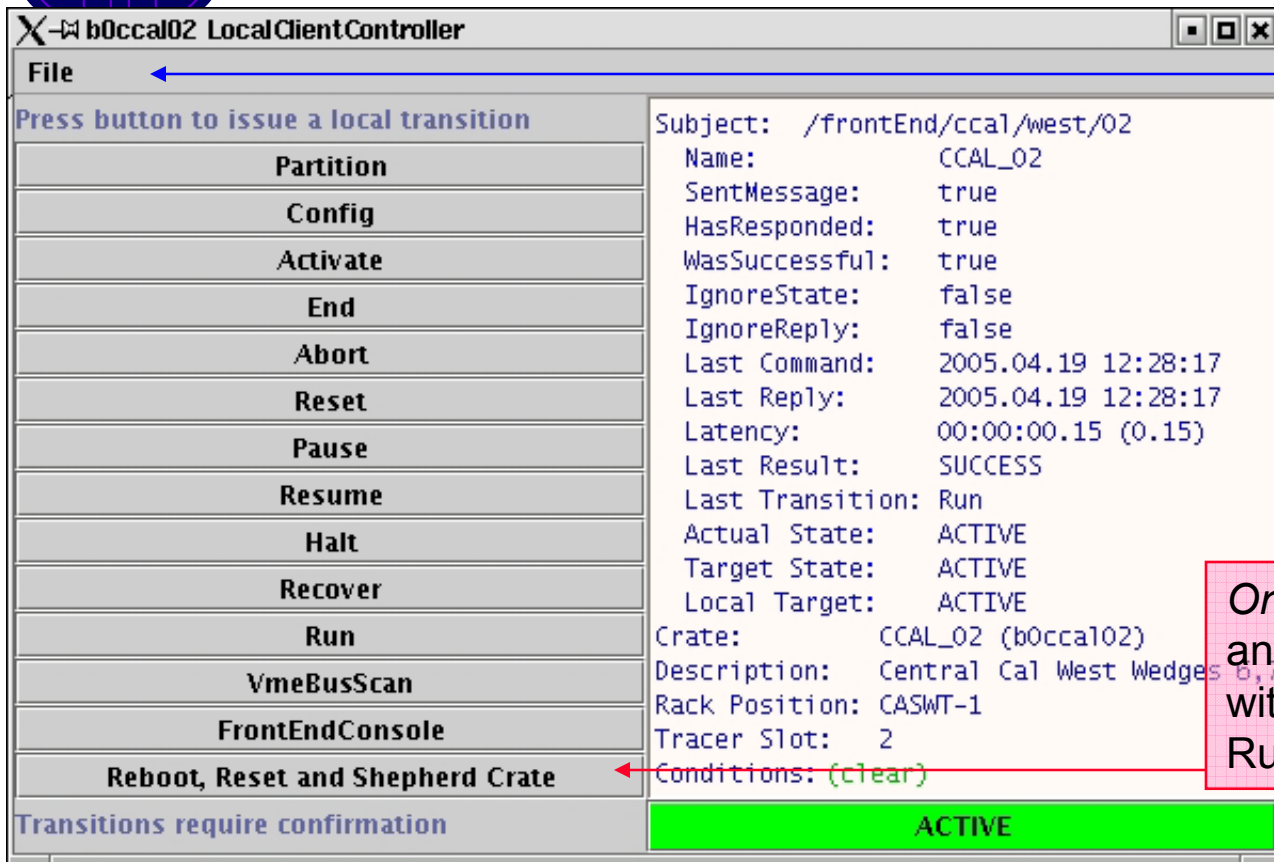 b0ccal02 LocalClientController
File
Press button to issue a local transition
Partition
Config
Activate
End
Abort
Reset
Pause
Resume
Halt
Recover
Run
VmeBusScan
FrontEndConsole
Reboot, Reset and Shepherd Crate
Transitions require confirmation
Subject: /frontEnd/ccal/west/02
Name: CCAL_02
SentMessage: true
HasResponded: true
WasSuccessful: true
IgnoreState: false
IgnoreReply: false
Last Command: 2005.04.19 12:28:17
Last Reply: 2005.04.19 12:28:17
Latency: 00:00:00.15 (0.15)
Last Result: SUCCESS
Last Transition: Run
Actual State: ACTIVE
Target State: ACTIVE
Local Target: ACTIVE
Crate: CCAL_02 (b0ccal02)
Description: Central Cal West Wedges 6,
Rack Position: CASWT-1
Tracer Slot: 2
Conditions: (clear)
ACTIVE